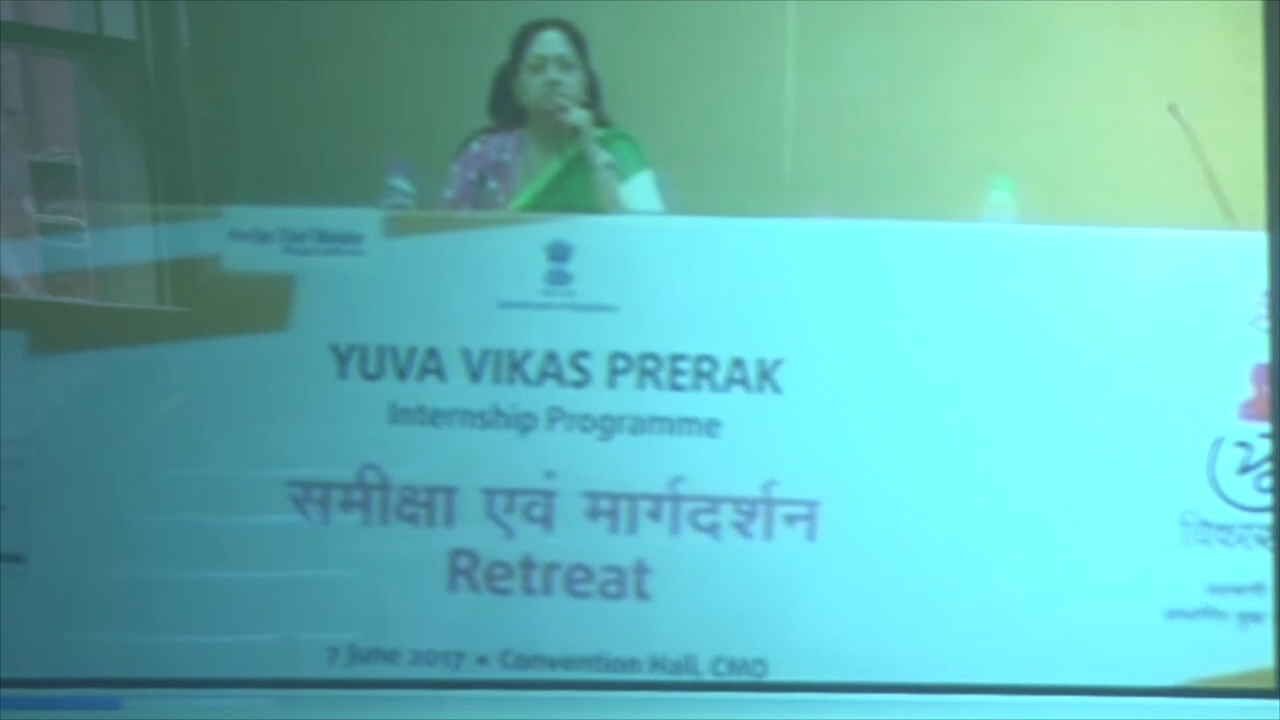 YUVA VIKAS PRERAK
Internship Programme
समीक्षा एवं मार्गदर्शन
Retreat
7 June 2017 • Convention Hall, CMO